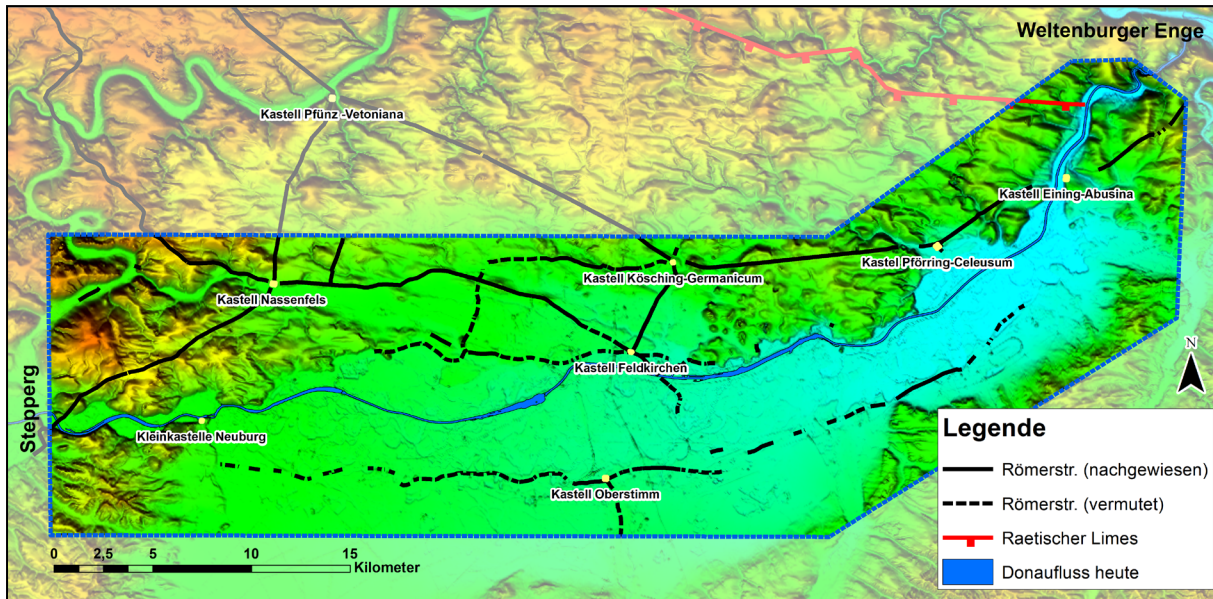 Weltenburger Enge
Kastell Pfünz -Vetoniana
Kastell Eining-Abusina
Kastel Pförring-Celeusum
Kastell Kösching-Germanicum
Kastell Nassenfels
Kastell Feldkirchen
Stepperg
Kleinkastelle Neuburg
Kastell Oberstimm
N
Legende
Römerstr. (nachgewiesen)
Römerstr. (vermutet)
Raetischer Limes
Donaufluss heute
0 2,5 5 10 15
Kilometer